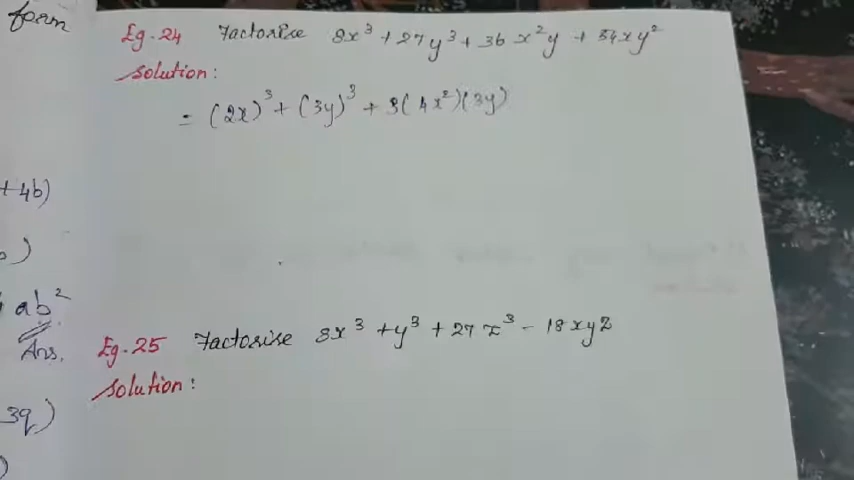 form
+4b)
)
ab²
Ans.
3q)
)
Eg.24 Factorise 8x³ + 27y³ + 36x²y + 54xy²
Solution:
= (2x)³ + (3y)³ + 3(4x²)(3y)
Eg.25 Factorise 8x³ + y³ + 27z³ - 18xyz
Solution: